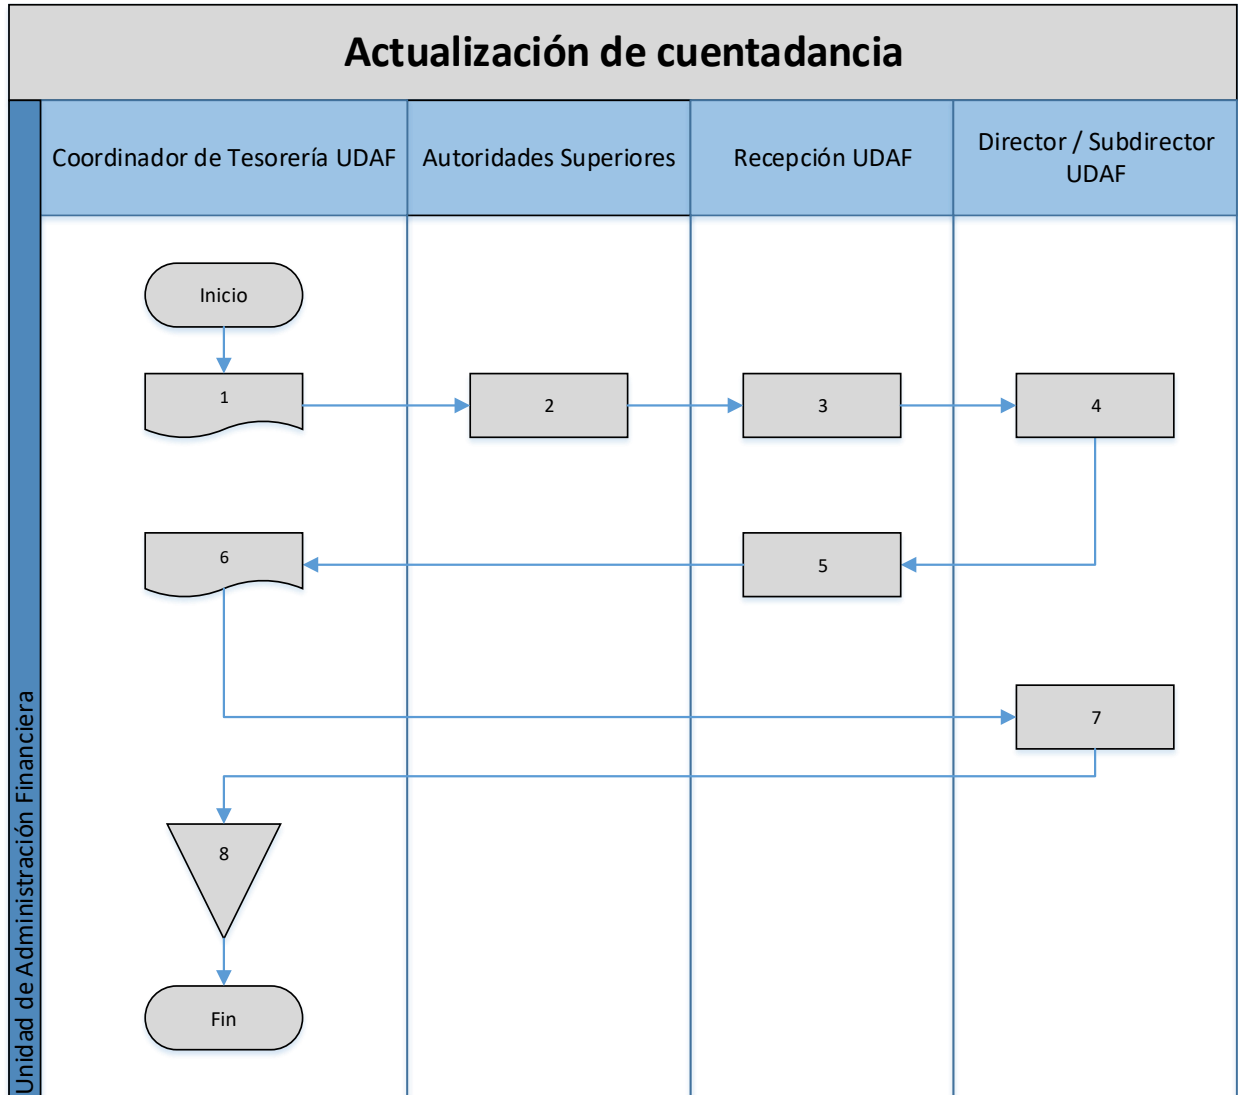 Actualización de cuentadancia
Coordinador de Tesorería UDAF
Autoridades Superiores
Recepción UDAF
Director / Subdirector
UDAF
Unidad de Administración Financiera
Inicio
1
2
3
4
6
5
7
8
Fin